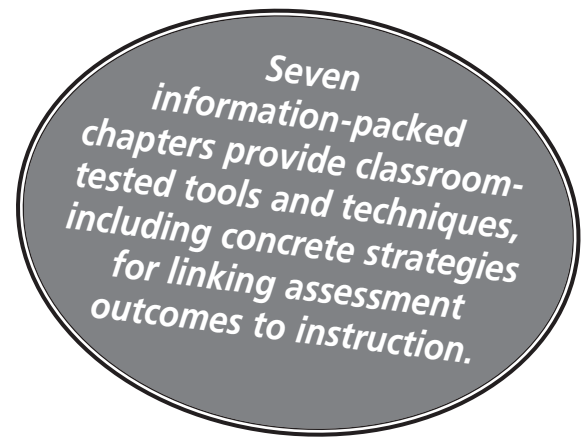 Seven
information-packed
chapters provide classroom-
tested tools and techniques,
including concrete strategies
for linking assessment
outcomes to instruction.